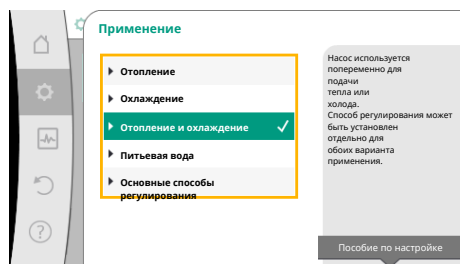 Применение
Отопление
Охлаждение
Отопление и охлаждение
Питьевая вода
Основные способы
регулирования
Насос используется
попеременно для
подачи
тепла или
холода.
Способ регулирования может
быть установлен
отдельно для
обоих варианта
применения.
Пособие по настройке